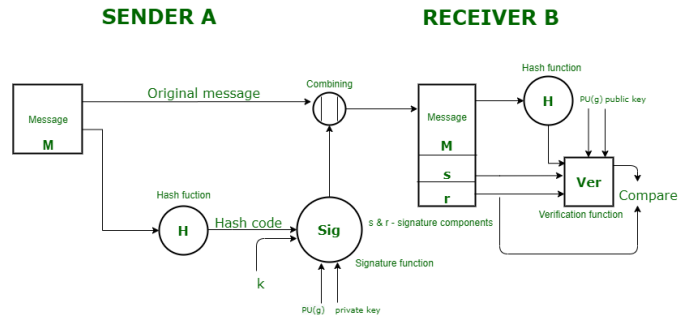 SENDER A
RECEIVER B
Hash function
Combining
Original message
PU(g) public key
H
Message
M
Message
M
s
r
Ver
Compare
Verification function
Hash fuction
H
Hash code
Sig
s & r - signature components
Signature function
k
PU(g) private key